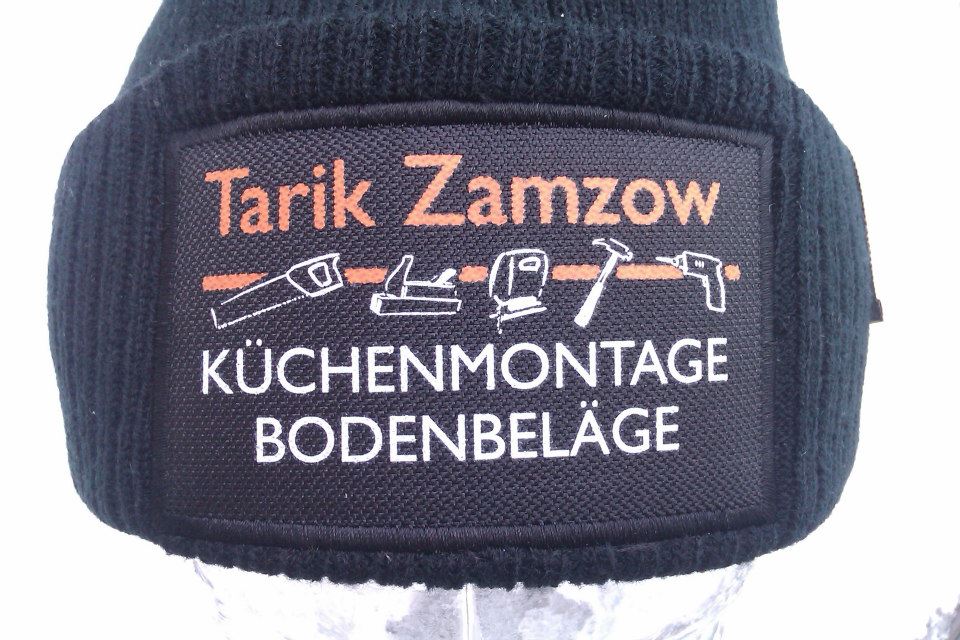 Tarik Zamzow
KÜCHENMONTAGE
BODENBELÄGE